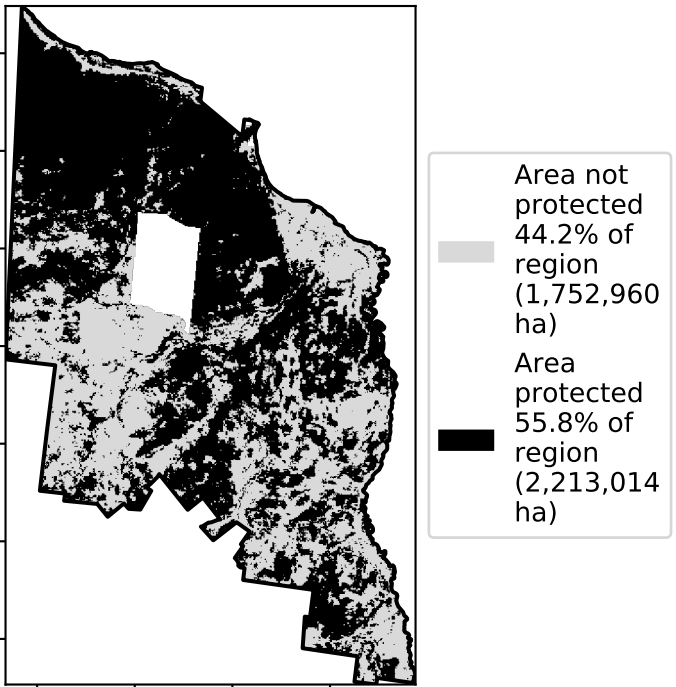 Area not
protected
44.2% of
region
(1,752,960
ha)
Area
protected
55.8% of
region
(2,213,014
ha)